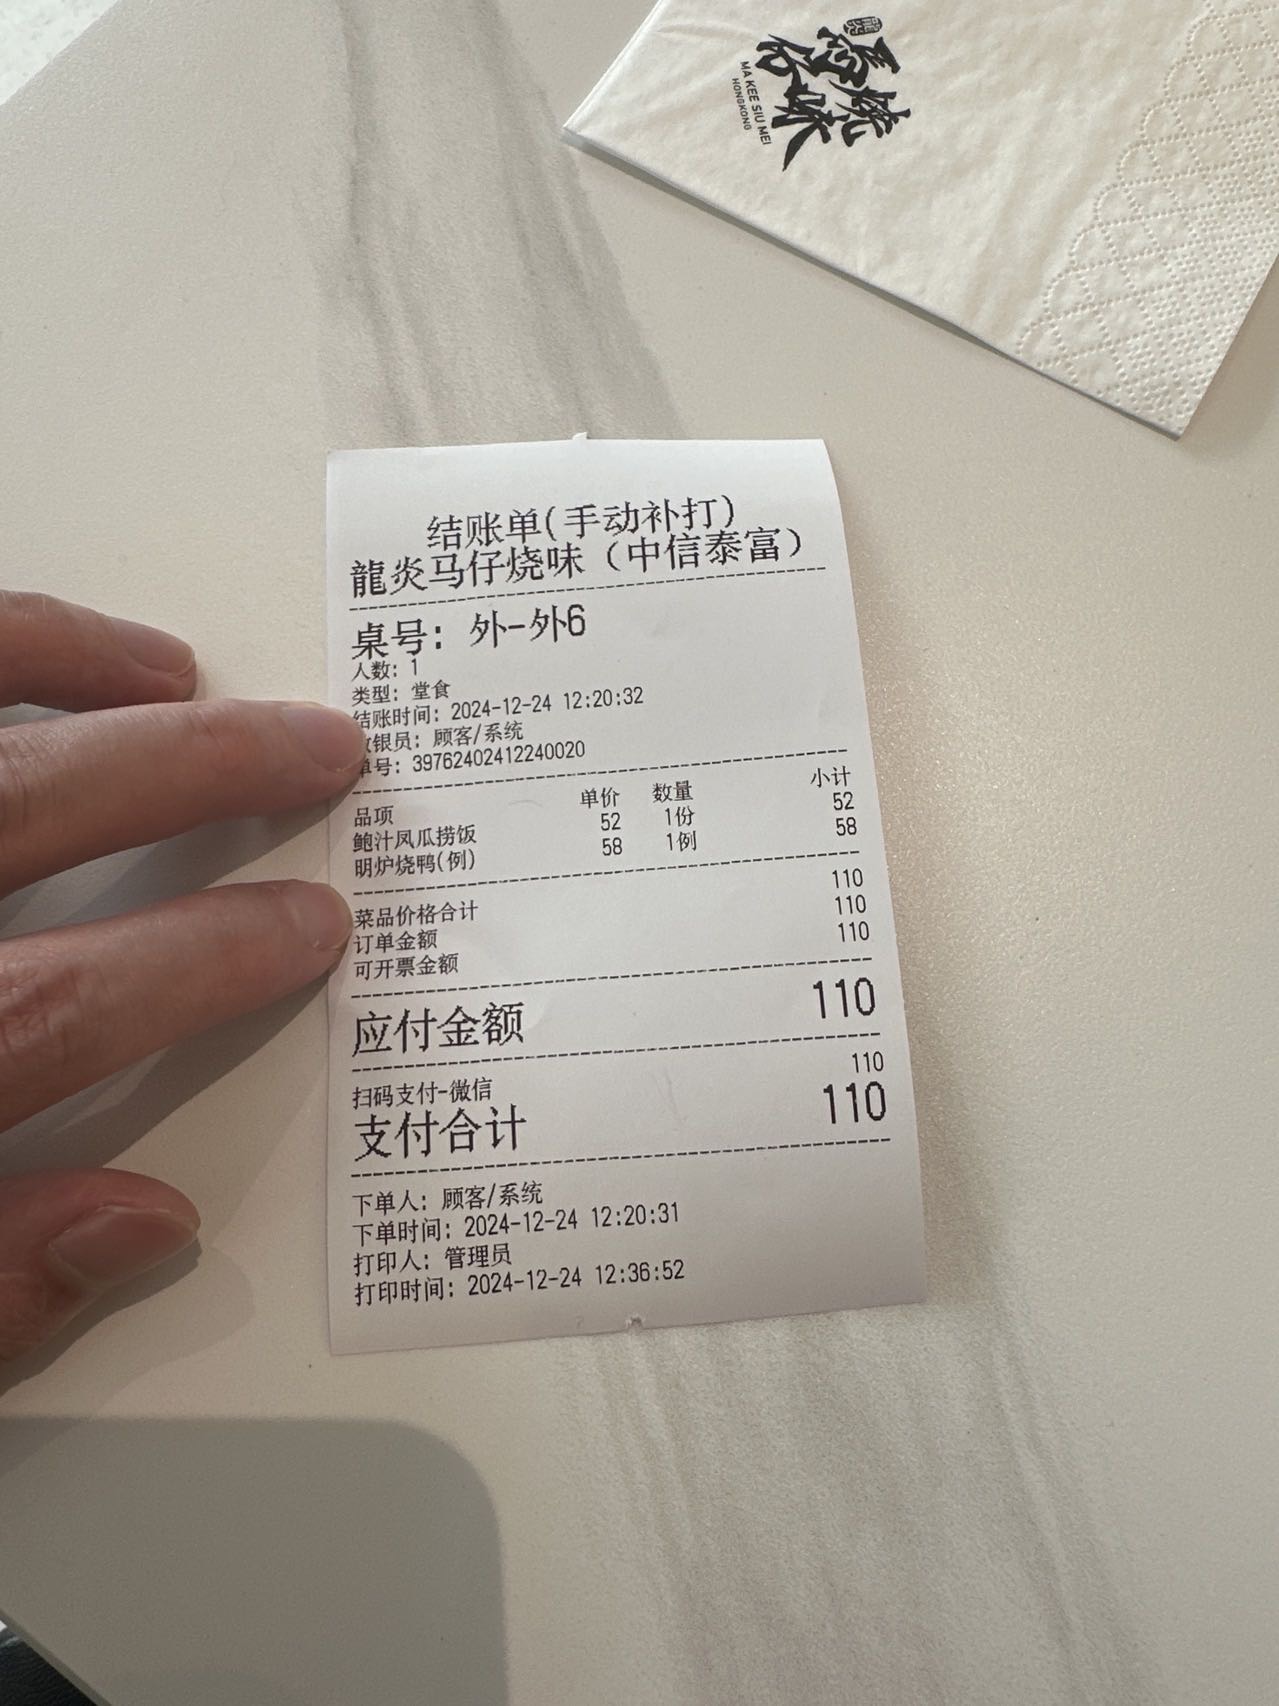 马仔
烧味
MA KEE SIU MEI
HONGKONG
结账单(手动补打)
龍炎马仔烧味（中信泰富）
桌号: 外-外6
人数: 1
类型: 堂食
结账时间: 2024-12-24 12:20:32
收银员: 顾客/系统
单号: 39762402412240020
品项 单价 数量 小计
鲍汁凤瓜捞饭 52 1份 52
明炉烧鸭(例) 58 1例 58
菜品价格合计 110
订单金额 110
可开票金额 110
应付金额 110
扫码支付-微信 110
支付合计 110
下单人: 顾客/系统
下单时间: 2024-12-24 12:20:31
打印人: 管理员
打印时间: 2024-12-24 12:36:52